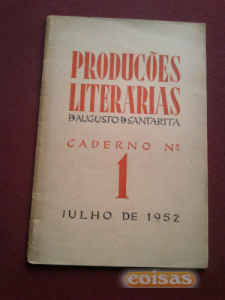 PRODUCÕES
LITERÁRIAS
D.AUGUSTO D.SANTARITA
CADERNO Nº
1
JULHO DE 1952
coisas